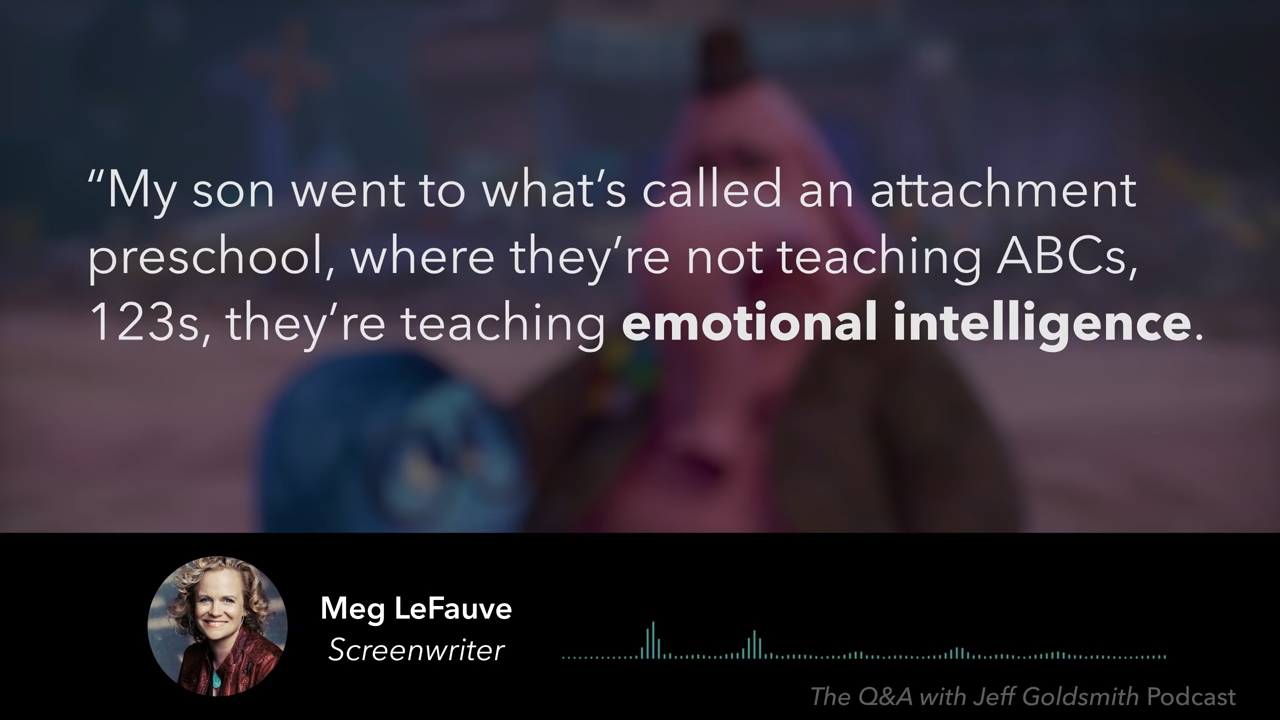 “My son went to what’s called an attachment
preschool, where they’re not teaching ABCs,
123s, they’re teaching emotional intelligence.
Meg LeFauve
Screenwriter
The Q&A with Jeff Goldsmith Podcast